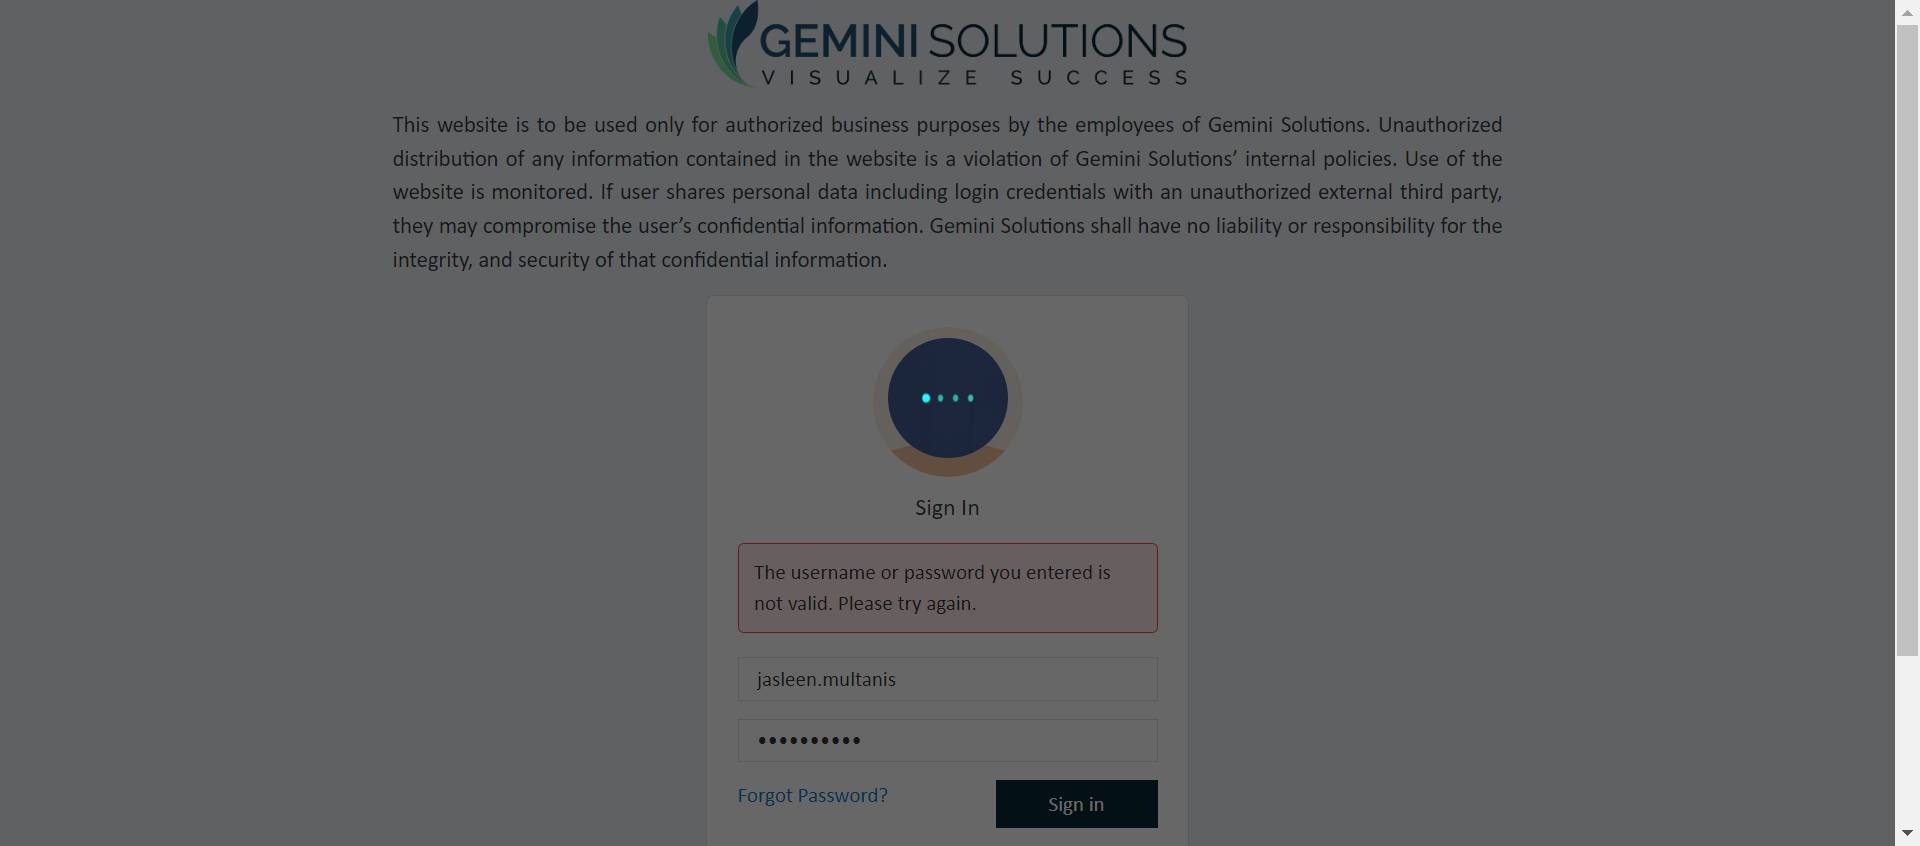 GEMINI SOLUTIONS
VISUALIZE SUCCESS
This website is to be used only for authorized business purposes by the employees of Gemini Solutions. Unauthorized
distribution of any information contained in the website is a violation of Gemini Solutions’ internal policies. Use of the
website is monitored. If user shares personal data including login credentials with an unauthorized external third party,
they may compromise the user’s confidential information. Gemini Solutions shall have no liability or responsibility for the
integrity, and security of that confidential information.
Sign In
The username or password you entered is
not valid. Please try again.
jasleen.multanis
••••••••••
Forgot Password?
Sign in